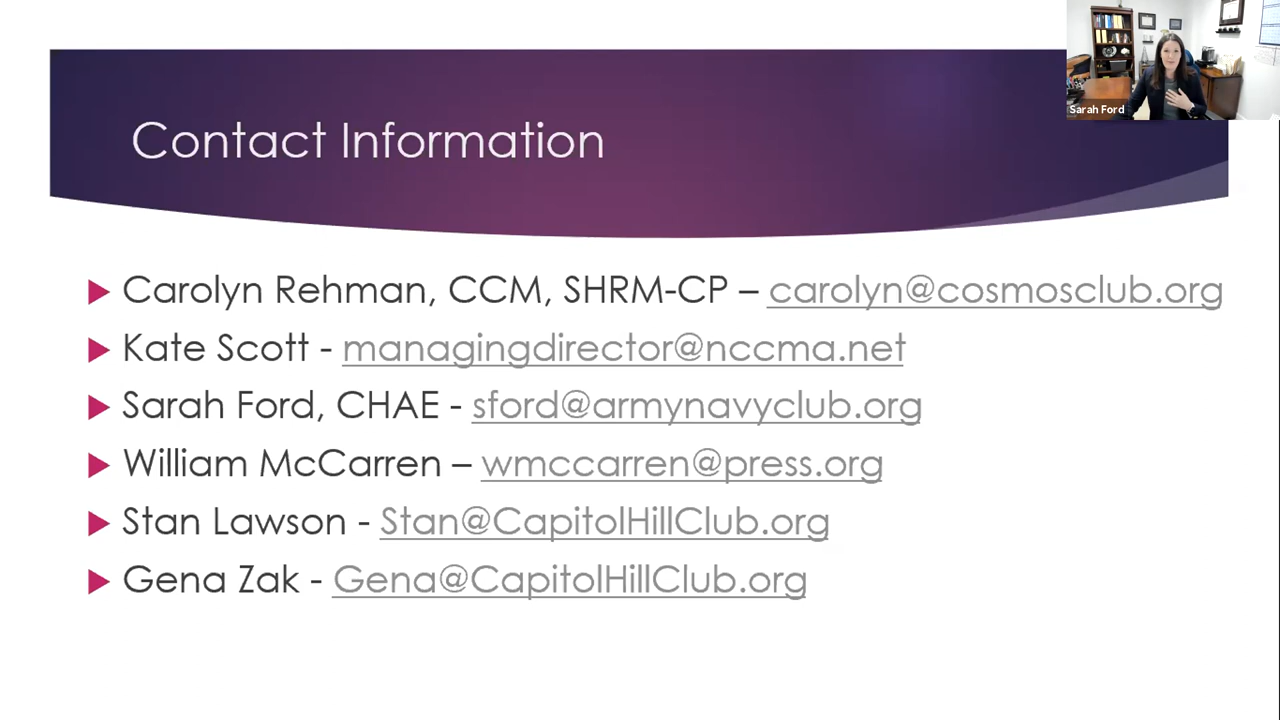 Sarah Ford
Contact Information
Carolyn Rehman, CCM, SHRM-CP – carolyn@cosmosclub.org
Kate Scott - managingdirector@nccma.net
Sarah Ford, CHAE - sford@armynavyclub.org
William McCarren – wmccarren@press.org
Stan Lawson - Stan@CapitolHillClub.org
Gena Zak - Gena@CapitolHillClub.org